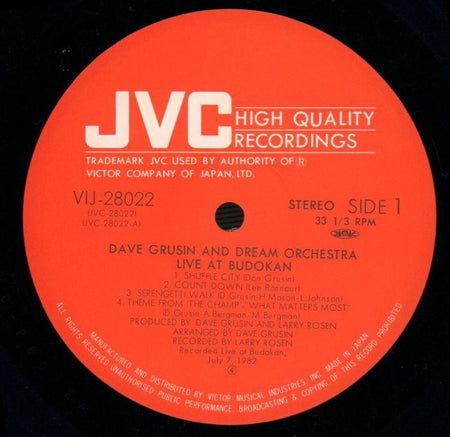 JVC HIGH QUALITY
RECORDINGS
TRADEMARK JVC USED BY AUTHORITY OF Ⓡ
VICTOR COMPANY OF JAPAN, LTD.
VIJ-28022
(JVC-28022)
(JVC-28022-A)
STEREO SIDE 1
33 1/3 RPM
DAVE GRUSIN AND DREAM ORCHESTRA
LIVE AT BUDOKAN
1. SHUFFLE CITY (Don Grusin)
2. COUNT DOWN (Lee Ritenour)
3. SERENGETTI WALK (D. Grusin-H. Mason-L. Johnson)
4. THEME FROM "THE CHAMP" - "WHAT MATTERS MOST"
(D. Grusin-A. Bergman-M. Bergman)
PRODUCED BY DAVE GRUSIN AND LARRY ROSEN
ARRANGED BY DAVE GRUSIN
RECORDED BY LARRY ROSEN
Recorded Live at Budokan,
July 7, 1982
④
MANUFACTURED AND DISTRIBUTED BY VICTOR MUSICAL INDUSTRIES, INC. MADE IN JAPAN
ALL RIGHTS RESERVED. UNAUTHORISED PUBLIC PERFORMANCE, BROADCASTING & COPYING OF THIS RECORD PROHIBITED